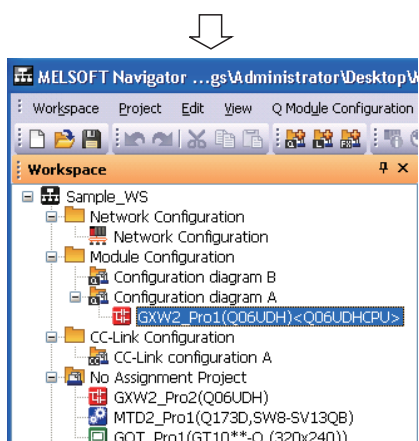 MELSOFT Navigator ...gs\Administrator\Desktop\
Workspace Project Edit View Q Module Configuration
Workspace
Sample_WS
Network Configuration
Network Configuration
Module Configuration
Configuration diagram B
Configuration diagram A
GXW2_Pro1(Q06UDH)<Q06UDHCPU>
CC-Link Configuration
CC-Link configuration A
No Assignment Project
GXW2_Pro2(Q06UDH)
MTD2_Pro1(Q173D,SW8-SV13QB)
GOT_Pro1(GT10**-Q (320x240))